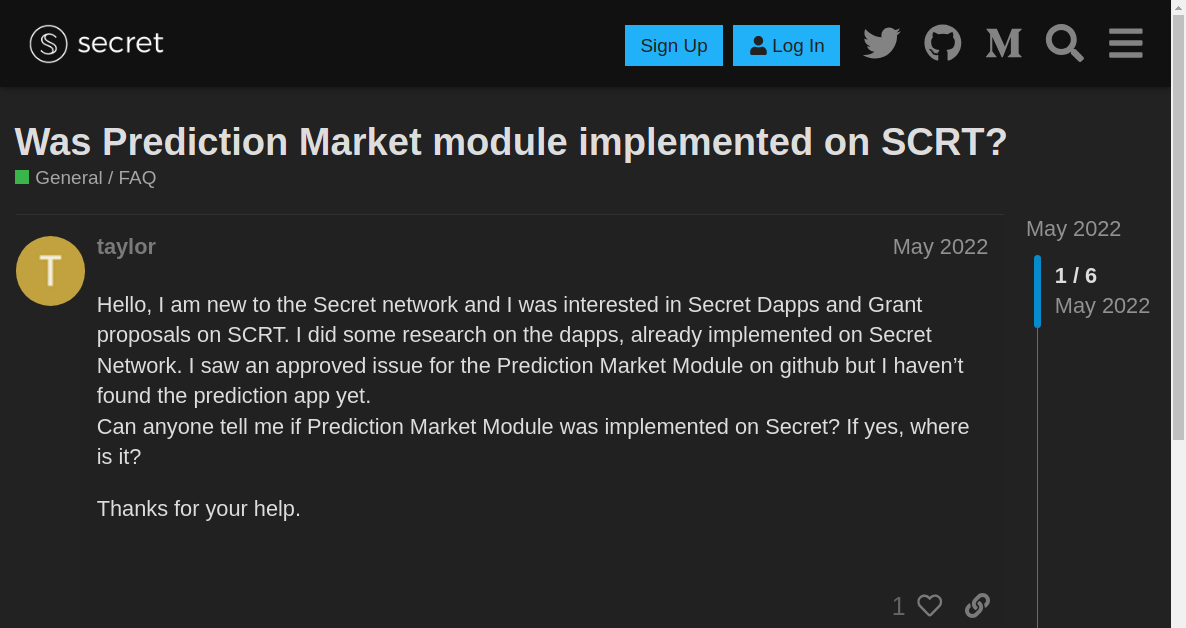 secret
Sign Up
Log In
Was Prediction Market module implemented on SCRT?
General / FAQ
May 2022
T
taylor
May 2022
1 / 6
May 2022
Hello, I am new to the Secret network and I was interested in Secret Dapps and Grant
proposals on SCRT. I did some research on the dapps, already implemented on Secret
Network. I saw an approved issue for the Prediction Market Module on github but I haven’t
found the prediction app yet.
Can anyone tell me if Prediction Market Module was implemented on Secret? If yes, where
is it?
Thanks for your help.
1